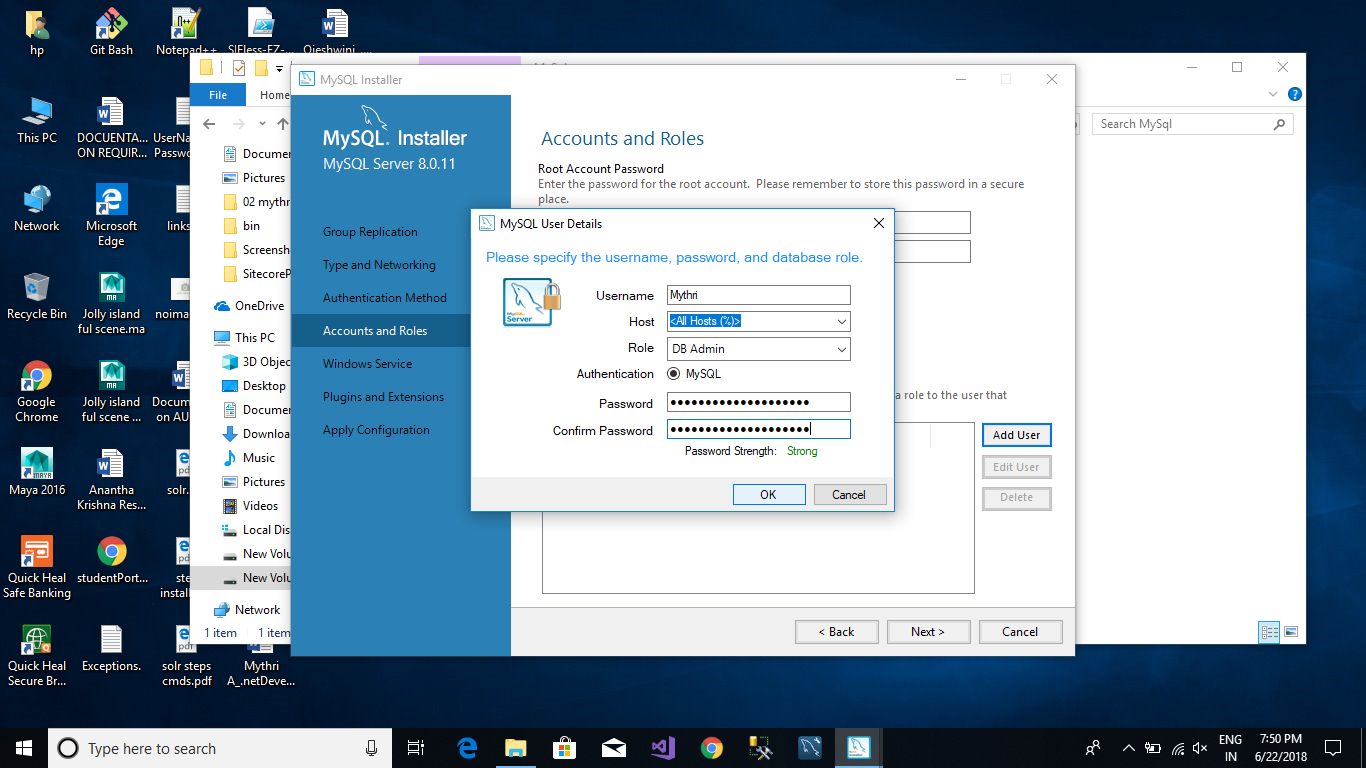 hp
Git Bash
Notepad++
SIFless-EZ-...
Ojeshwini_...
This PC
DOCUENTA...
ON REQUIR...
UserNa
Passwo
Network
Microsoft
Edge
links
Recycle Bin
Jolly island
ful scene.ma
noima
Google
Chrome
Jolly island
ful scene ...
Docum
on AU
Maya 2016
Anantha
Krishna Res...
solr.
Quick Heal
Safe Banking
studentPort...
ste
install
Quick Heal
Secure Br...
Exceptions.
solr steps
cmds.pdf
Mythri
A_.netDeve...
File
Home
Search MySql
Documen
Pictures
02 mythr
bin
Screensh
SitecoreP
OneDrive
This PC
3D Objec
Desktop
Documen
Downloa
Music
Pictures
Videos
Local Dis
New Volu
New Volu
Network
1 item
1 item
MySQL Installer
MySQL. Installer
MySQL Server 8.0.11
Group Replication
Type and Networking
Authentication Method
Accounts and Roles
Windows Service
Plugins and Extensions
Apply Configuration
Accounts and Roles
Root Account Password
Enter the password for the root account. Please remember to store this password in a secure
place.
a role to the user that
Add User
Edit User
Delete
< Back
Next >
Cancel
MySQL User Details
Please specify the username, password, and database role.
MySQL
Server
Username Mythri
Host <All Hosts (%)>
Role DB Admin
Authentication MySQL
Password ●●●●●●●●●●●●●●●●●●●●
Confirm Password ●●●●●●●●●●●●●●●●●●●●
Password Strength: Strong
OK
Cancel
Type here to search
ENG
IN
7:50 PM
6/22/2018